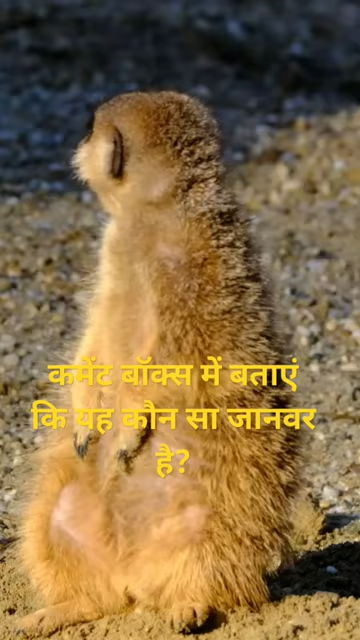 कमेंट बॉक्स में बताएं
कि यह कौन सा जानवर
है?